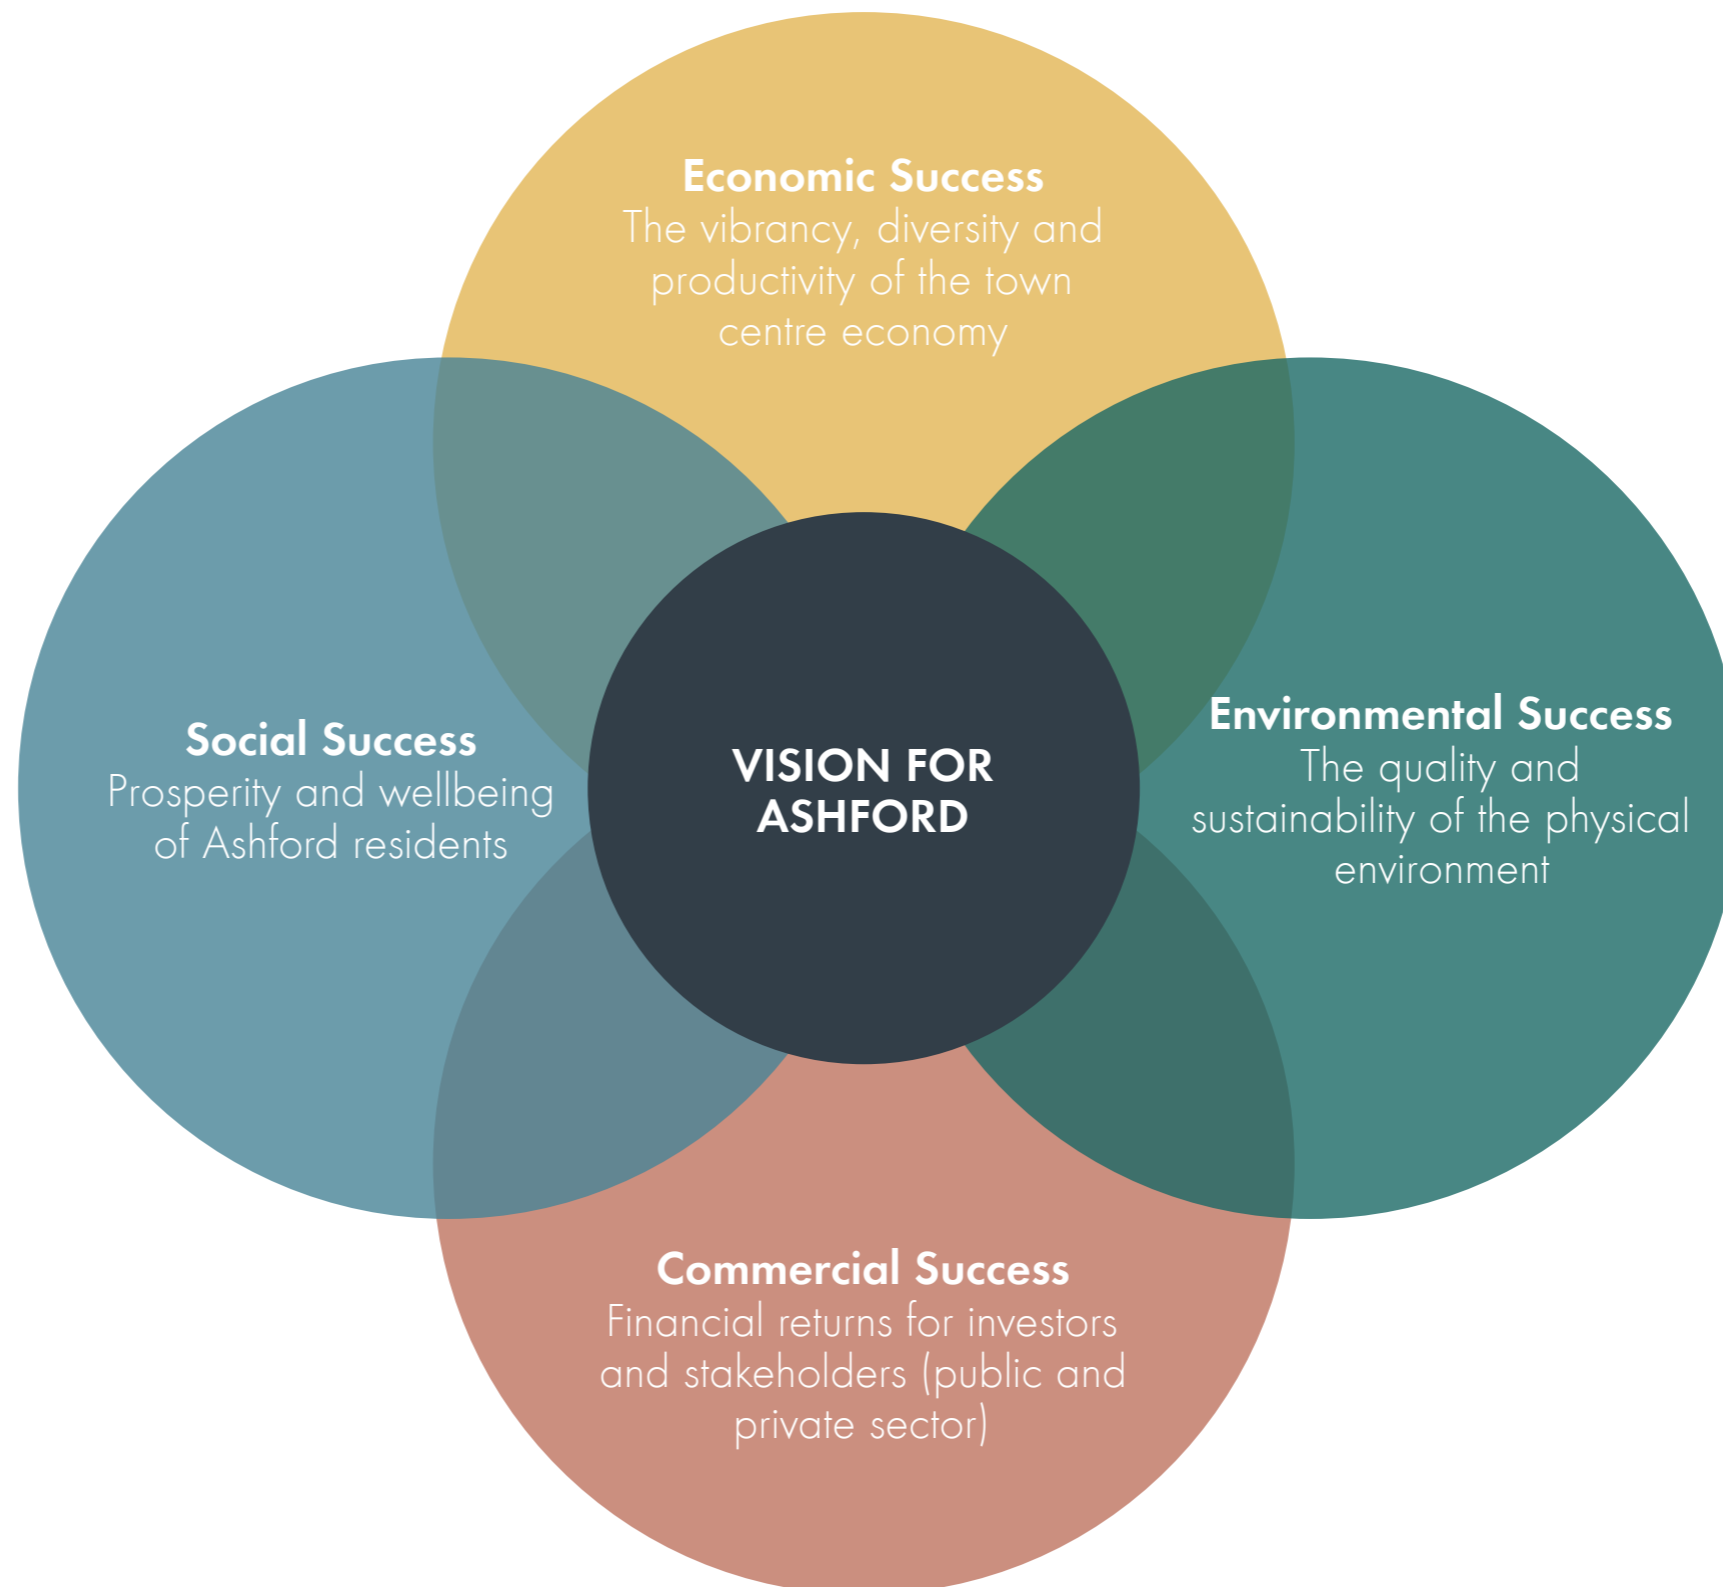 Economic Success
The vibrancy, diversity and
productivity of the town
centre economy
Social Success
Prosperity and wellbeing
of Ashford residents
VISION FOR
ASHFORD
Environmental Success
The quality and
sustainability of the physical
environment
Commercial Success
Financial returns for investors
and stakeholders (public and
private sector)